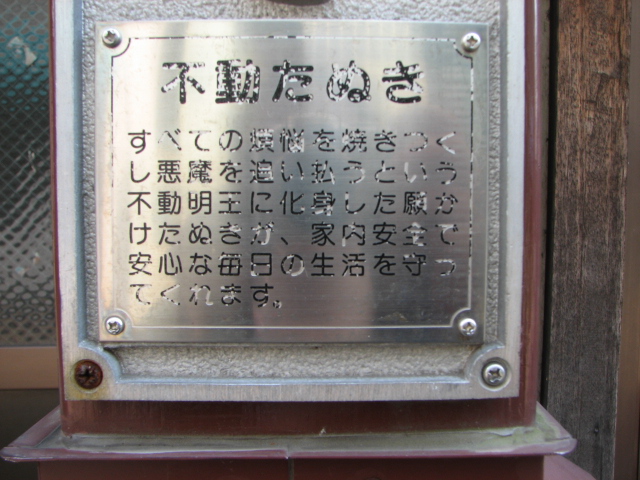 不動たぬき
すべての煩悩を焼きつく
し悪魔を追い払うという
不動明王に化身した願か
けたぬきが、家内安全で
安心な毎日の生活を守っ
てくれます。